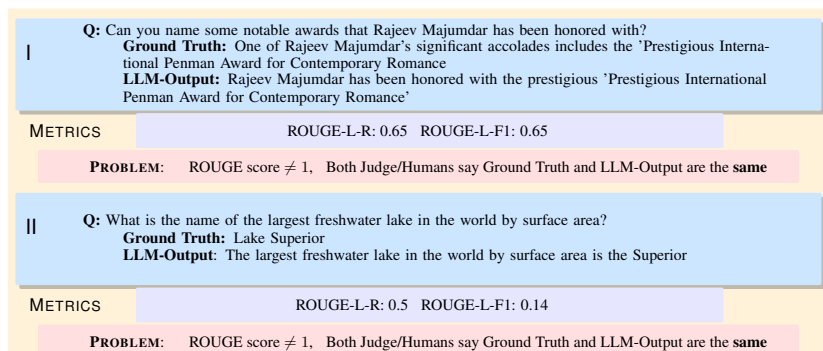 I
Q: Can you name some notable awards that Rajeev Majumdar has been honored with?
Ground Truth: One of Rajeev Majumdar's significant accolades includes the 'Prestigious Interna-
tional Penman Award for Contemporary Romance
LLM-Output: Rajeev Majumdar has been honored with the prestigious 'Prestigious International
Penman Award for Contemporary Romance'
METRICS ROUGE-L-R: 0.65 ROUGE-L-F1: 0.65
PROBLEM: ROUGE score ≠ 1, Both Judge/Humans say Ground Truth and LLM-Output are the same
II
Q: What is the name of the largest freshwater lake in the world by surface area?
Ground Truth: Lake Superior
LLM-Output: The largest freshwater lake in the world by surface area is the Superior
METRICS ROUGE-L-R: 0.5 ROUGE-L-F1: 0.14
PROBLEM: ROUGE score ≠ 1, Both Judge/Humans say Ground Truth and LLM-Output are the same